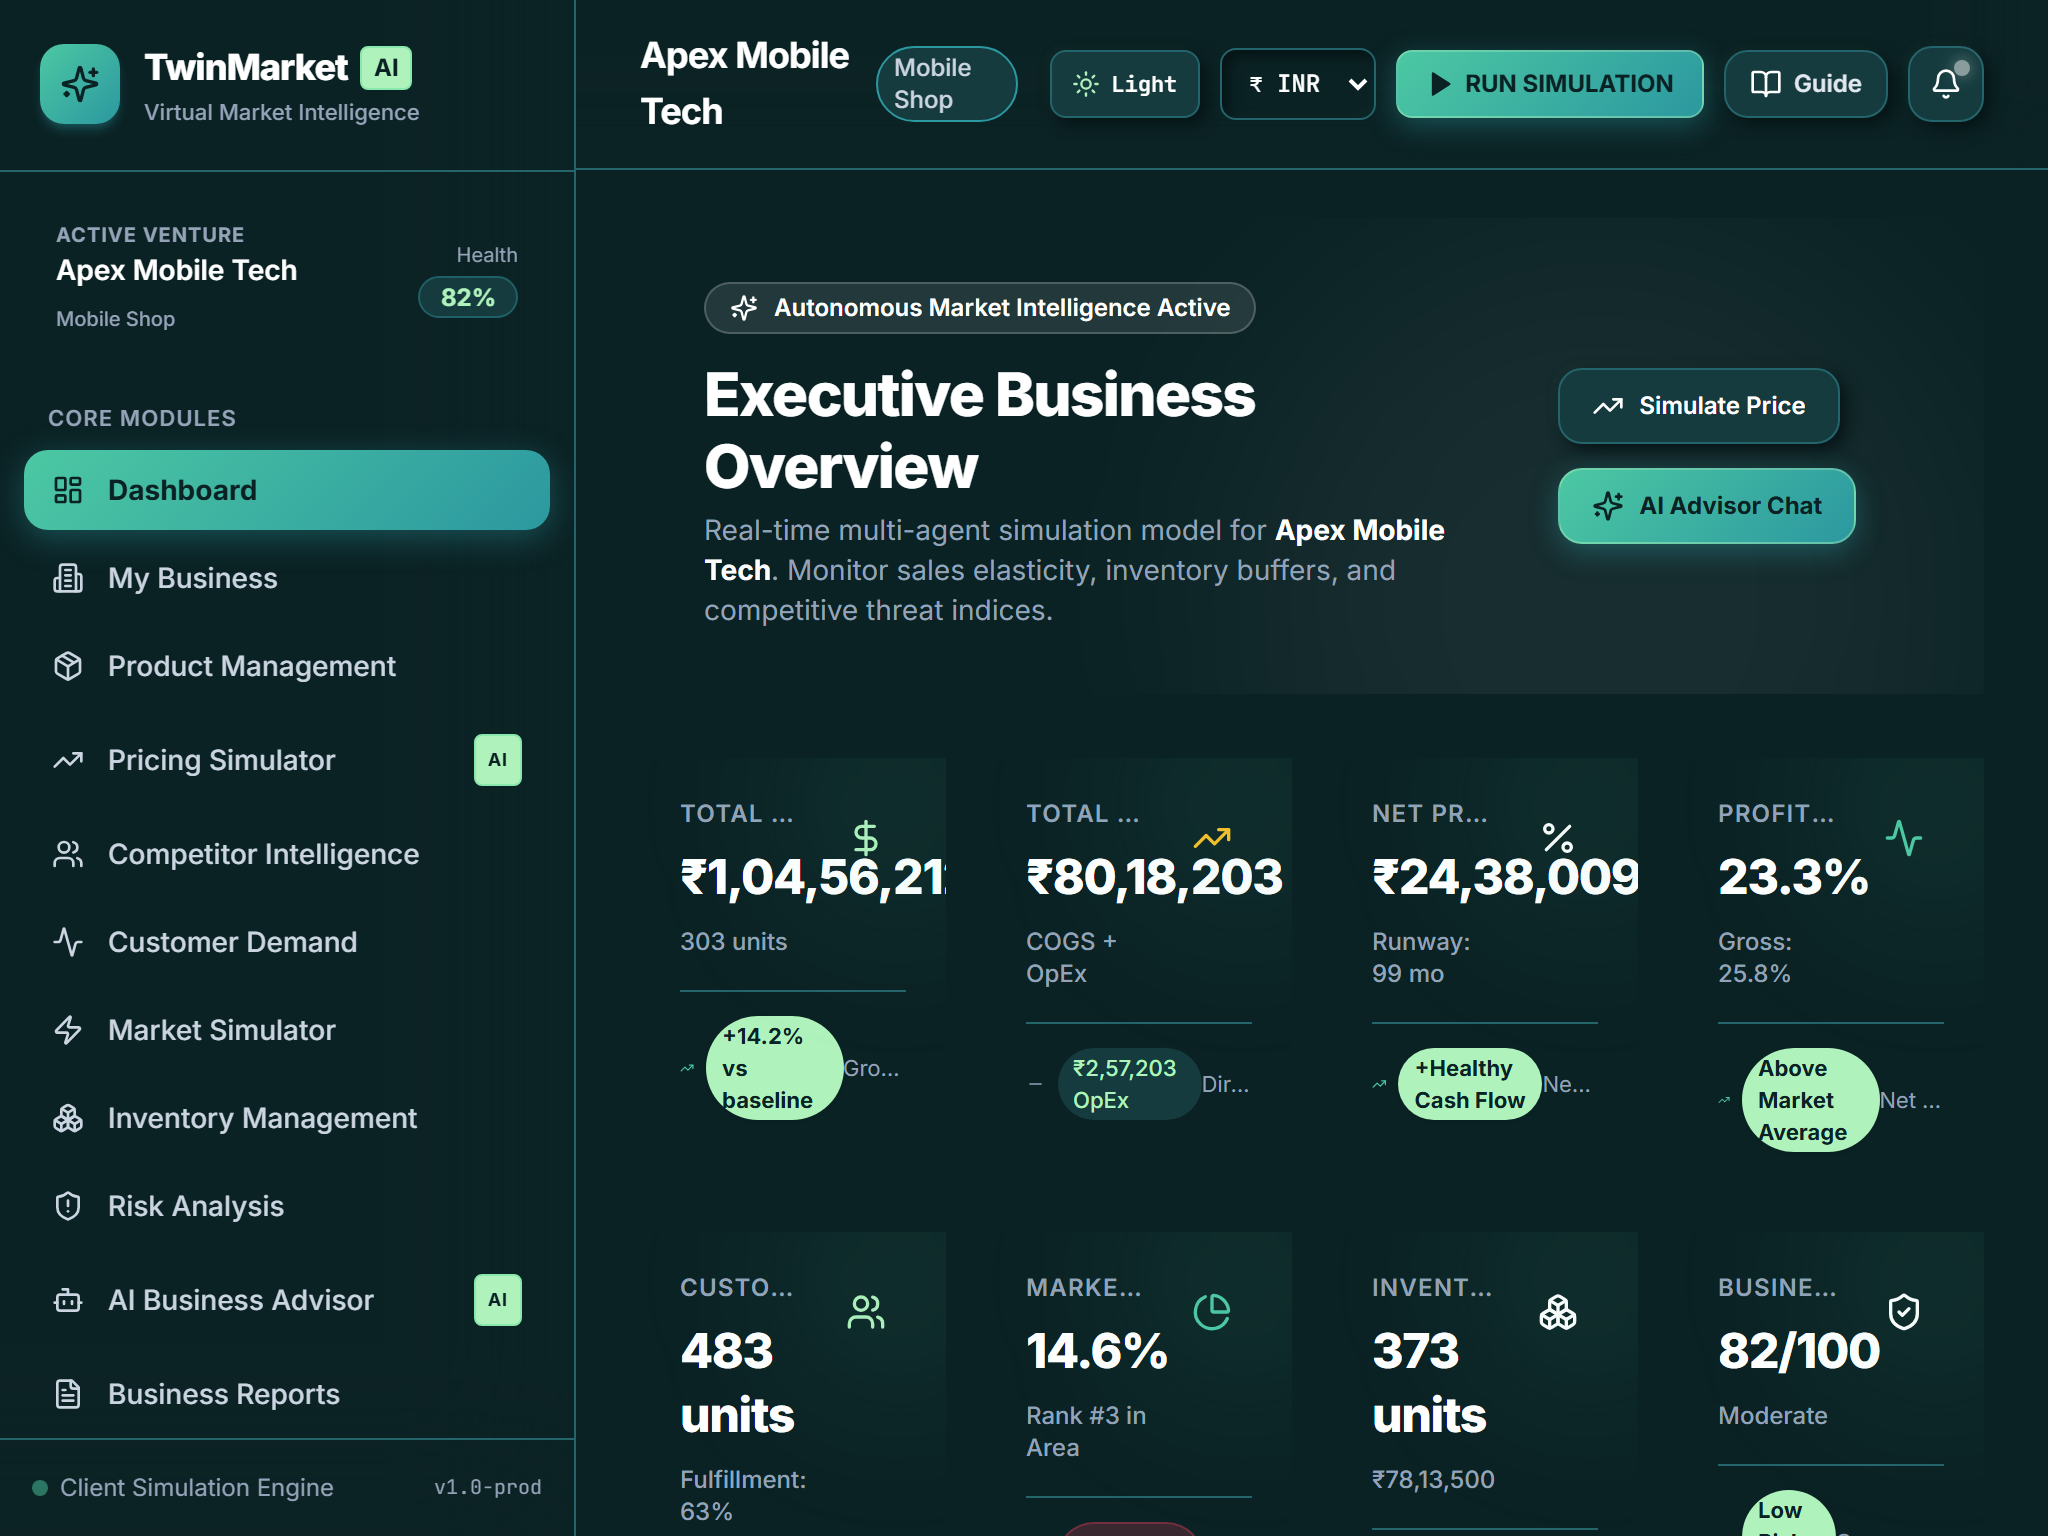 TwinMarket AI
Virtual Market Intelligence
ACTIVE VENTURE
Apex Mobile Tech
Mobile Shop
Health
82%
CORE MODULES
Dashboard
My Business
Product Management
Pricing Simulator AI
Competitor Intelligence
Customer Demand
Market Simulator
Inventory Management
Risk Analysis
AI Business Advisor AI
Business Reports
Client Simulation Engine v1.0-prod
Apex Mobile
Tech
Mobile
Shop
Light
₹ INR
RUN SIMULATION
Guide
Autonomous Market Intelligence Active
Executive Business
Overview
Real-time multi-agent simulation model for Apex Mobile
Tech. Monitor sales elasticity, inventory buffers, and
competitive threat indices.
Simulate Price
AI Advisor Chat
TOTAL ...
₹1,04,56,21
303 units
+14.2%
vs
baseline
Gro...
TOTAL ...
₹80,18,203
COGS +
OpEx
₹2,57,203
OpEx
Dir...
NET PR...
₹24,38,009
Runway:
99 mo
+Healthy
Cash Flow
Ne...
PROFIT...
23.3%
Gross:
25.8%
Above
Market
Average
Net ...
CUSTO...
483
units
Fulfillment:
63%
MARKE...
14.6%
Rank #3 in
Area
INVENT...
373
units
₹78,13,500
BUSINE...
82/100
Moderate
Low